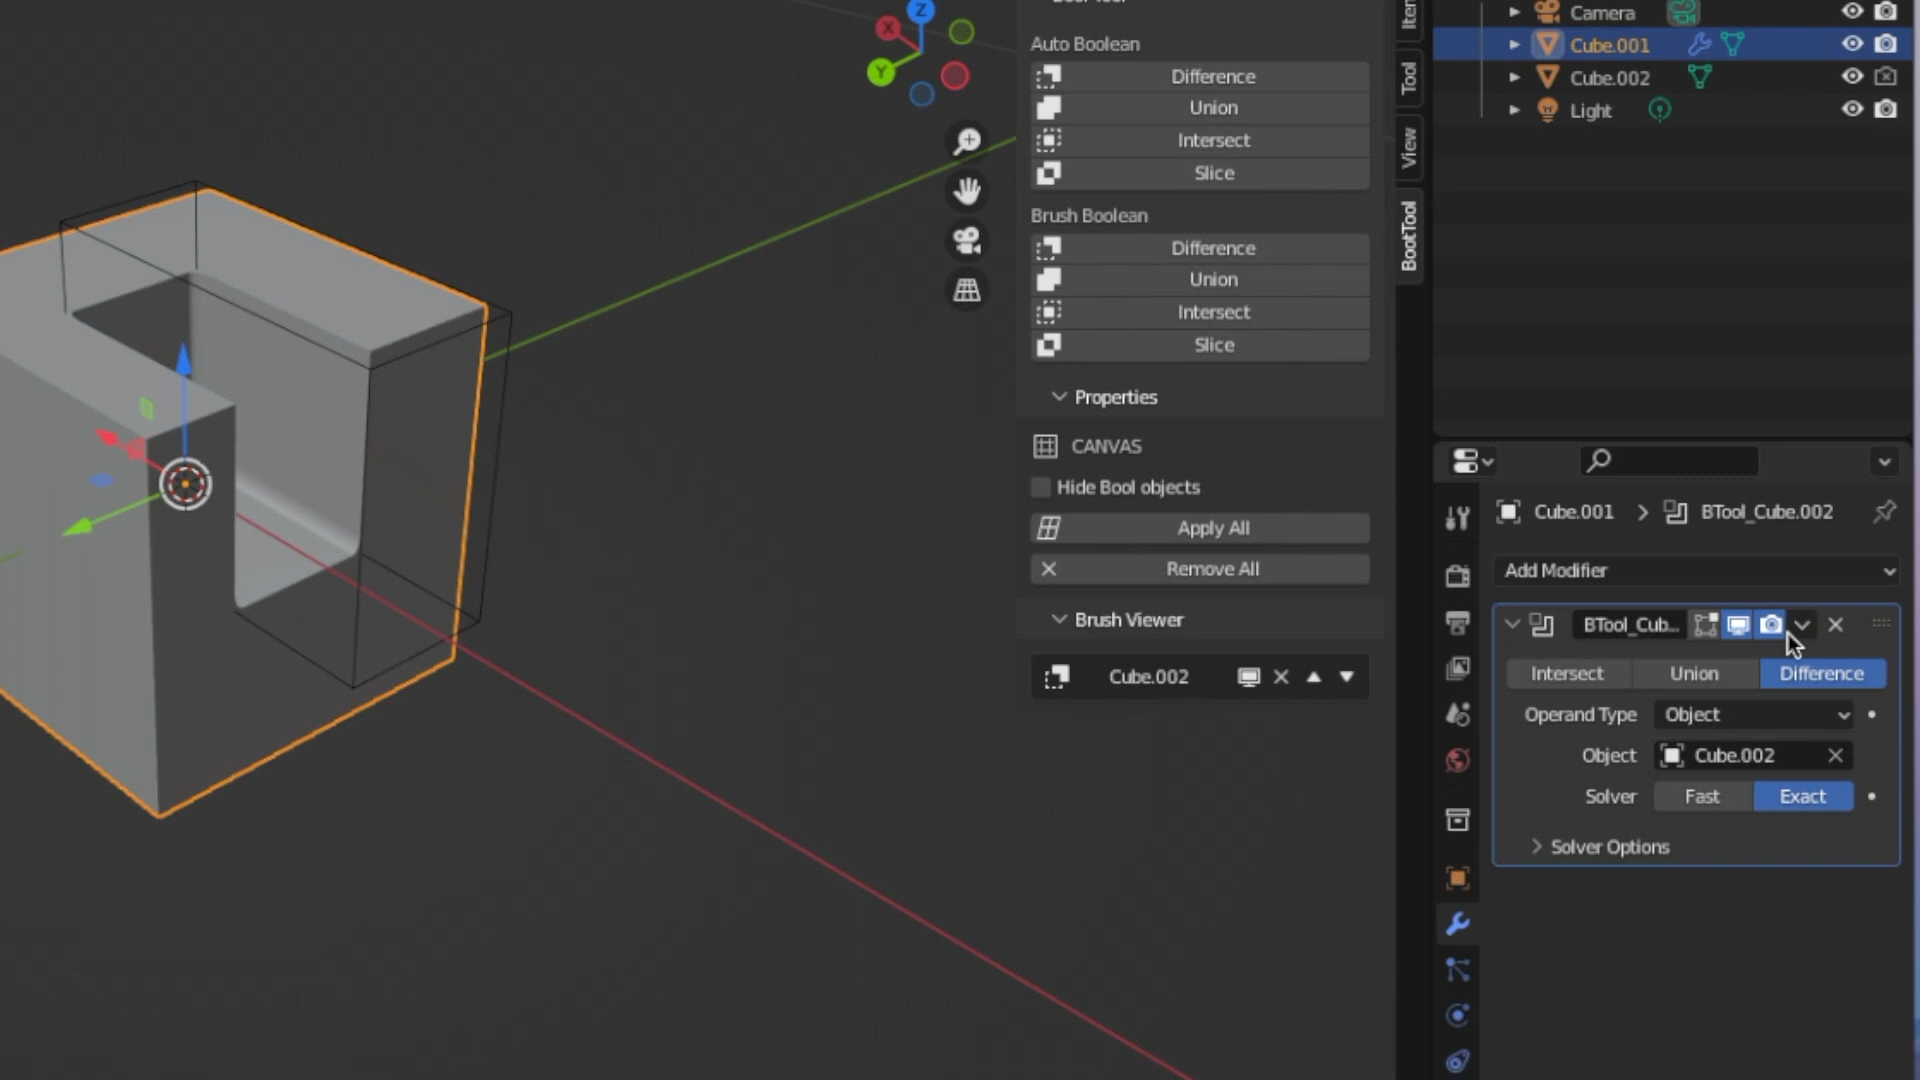 Z
X
Y
Auto Boolean
Difference
Union
Intersect
Slice
Brush Boolean
Difference
Union
Intersect
Slice
Properties
CANVAS
Hide Bool objects
Apply All
Remove All
Brush Viewer
Cube.002
Tool
View
BootTool
Camera
Cube.001
Cube.002
Light
Cube.001 > BTool_Cube.002
Add Modifier
BTool_Cub...
Intersect Union Difference
Operand Type Object
Object Cube.002
Solver Fast Exact
Solver Options